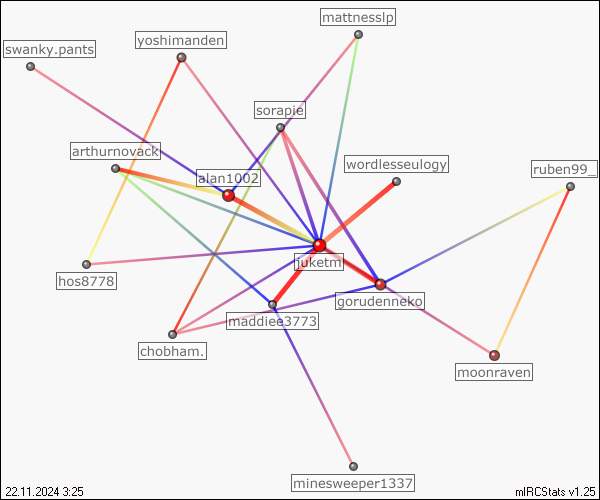 mattnesslp
yoshimanden
swanky.pants
sorapie
arthurnovack
wordlesseulogy
ruben99_
alan1002
juketm
hos8778
gorudenneko
maddiee3773
chobham.
moonraven
minesweeper1337
22.11.2024 3:25
mIRCStats v1.25